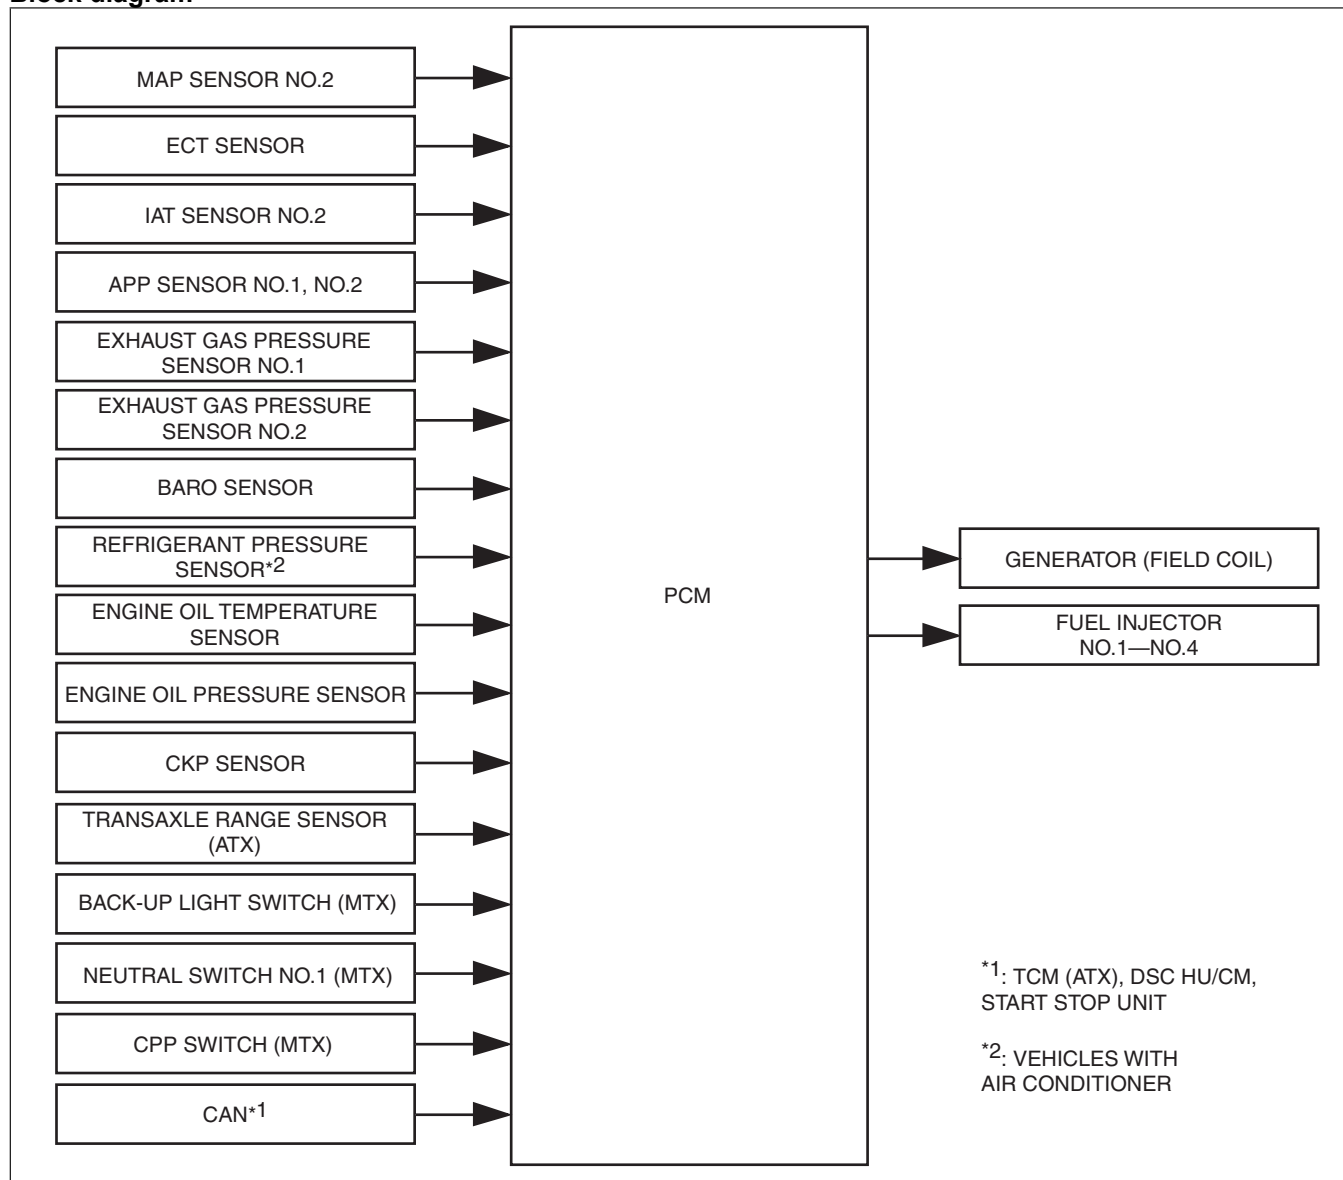 Block diagram
MAP SENSOR NO.2
ECT SENSOR
IAT SENSOR NO.2
APP SENSOR NO.1, NO.2
EXHAUST GAS PRESSURE
SENSOR NO.1
EXHAUST GAS PRESSURE
SENSOR NO.2
BARO SENSOR
REFRIGERANT PRESSURE
SENSOR*2
ENGINE OIL TEMPERATURE
SENSOR
ENGINE OIL PRESSURE SENSOR
CKP SENSOR
TRANSAXLE RANGE SENSOR
(ATX)
BACK-UP LIGHT SWITCH (MTX)
NEUTRAL SWITCH NO.1 (MTX)
CPP SWITCH (MTX)
CAN*1
PCM
GENERATOR (FIELD COIL)
FUEL INJECTOR
NO.1—NO.4
*1: TCM (ATX), DSC HU/CM,
START STOP UNIT
*2: VEHICLES WITH
AIR CONDITIONER